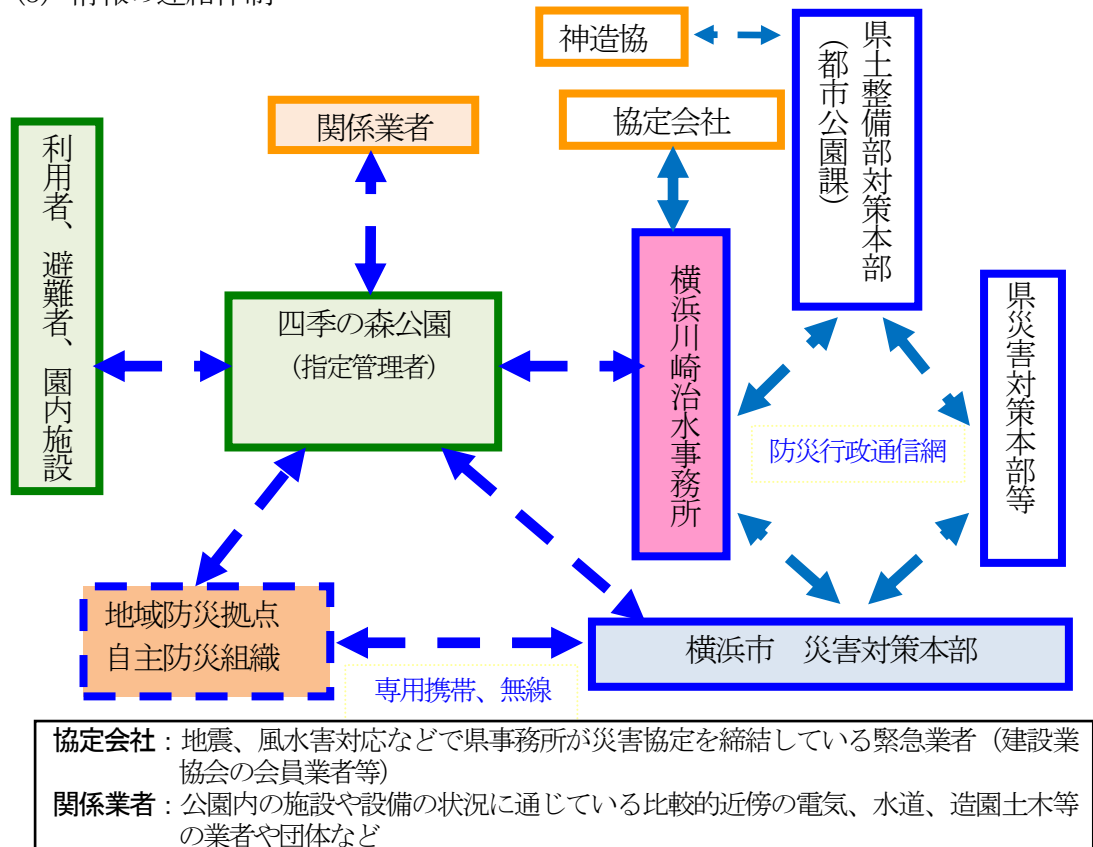 神造協
県土整備部対策本部
(都市公園課)
関係業者
協定会社
利用者、避難者、園内施設
四季の森公園
(指定管理者)
横浜川崎治水事務所
県災害対策本部等
防災行政通信網
地域防災拠点
自主防災組織
横浜市　災害対策本部
専用携帯、無線
協定会社：地震、風水害対応などで県事務所が災害協定を締結している緊急業者（建設業
協会の会員業者等）
関係業者：公園内の施設や設備の状況に通じている比較的近傍の電気、水道、造園土木等
の業者や団体など